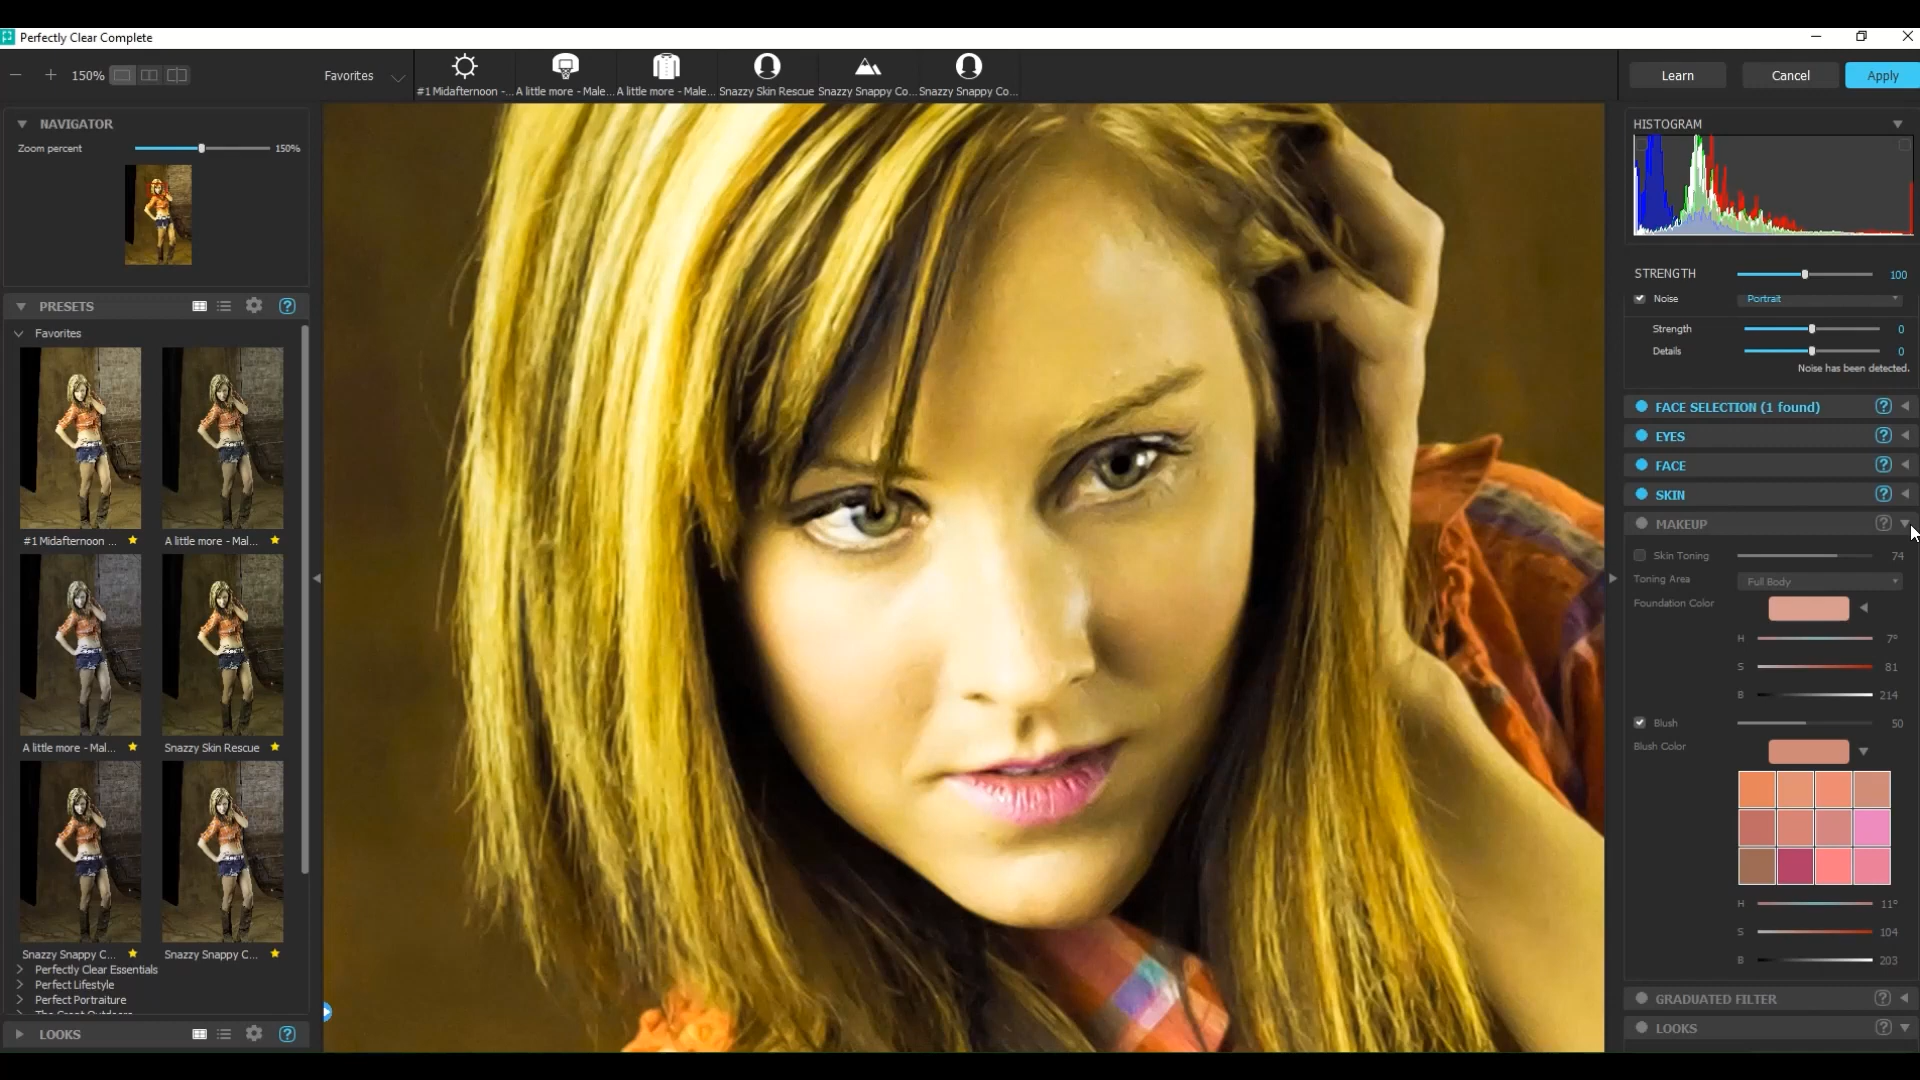 Perfectly Clear Complete
150%
Favorites
#1 Midafternoon -...
A little more - Male...
A little more - Male...
Snazzy Skin Rescue
Snazzy Snappy Co...
Snazzy Snappy Co...
Learn
Cancel
Apply
NAVIGATOR
Zoom percent
150%
PRESETS
?
Favorites
#1 Midafternoon ...
A little more - Mal...
A little more - Mal...
Snazzy Skin Rescue
Snazzy Snappy C...
Snazzy Snappy C...
Perfectly Clear Essentials
Perfect Lifestyle
Perfect Portraiture
LOOKS
?
HISTOGRAM
STRENGTH 100
Noise Portrait
Strength 0
Details 0
Noise has been detected.
FACE SELECTION (1 found) ?
EYES ?
FACE ?
SKIN ?
MAKEUP ?
Skin Toning 74
Toning Area Full Body
Foundation Color
H 7°
S 81
B 214
Blush 50
Blush Color
H 11°
S 104
B 203
GRADUATED FILTER ?
LOOKS ?